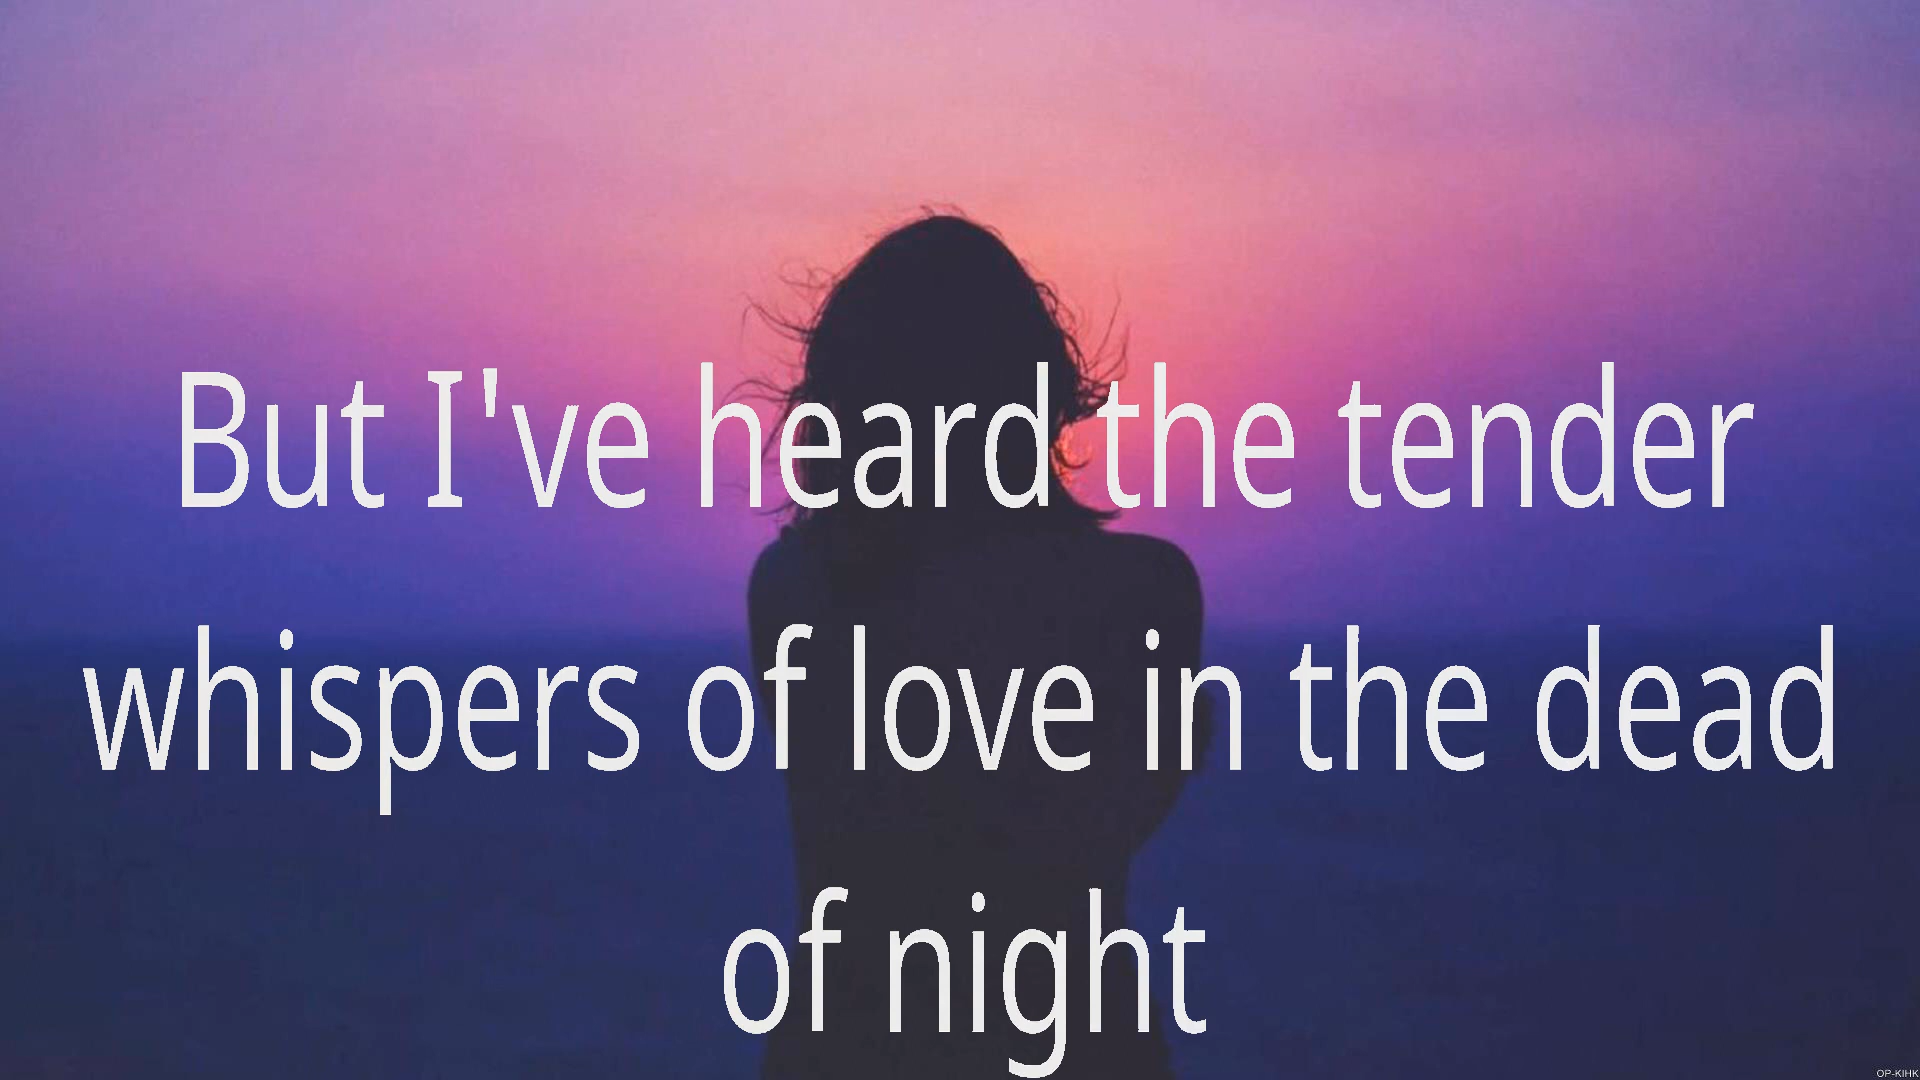 But I've heard the tender
whispers of love in the dead
of night
OP-KIHK